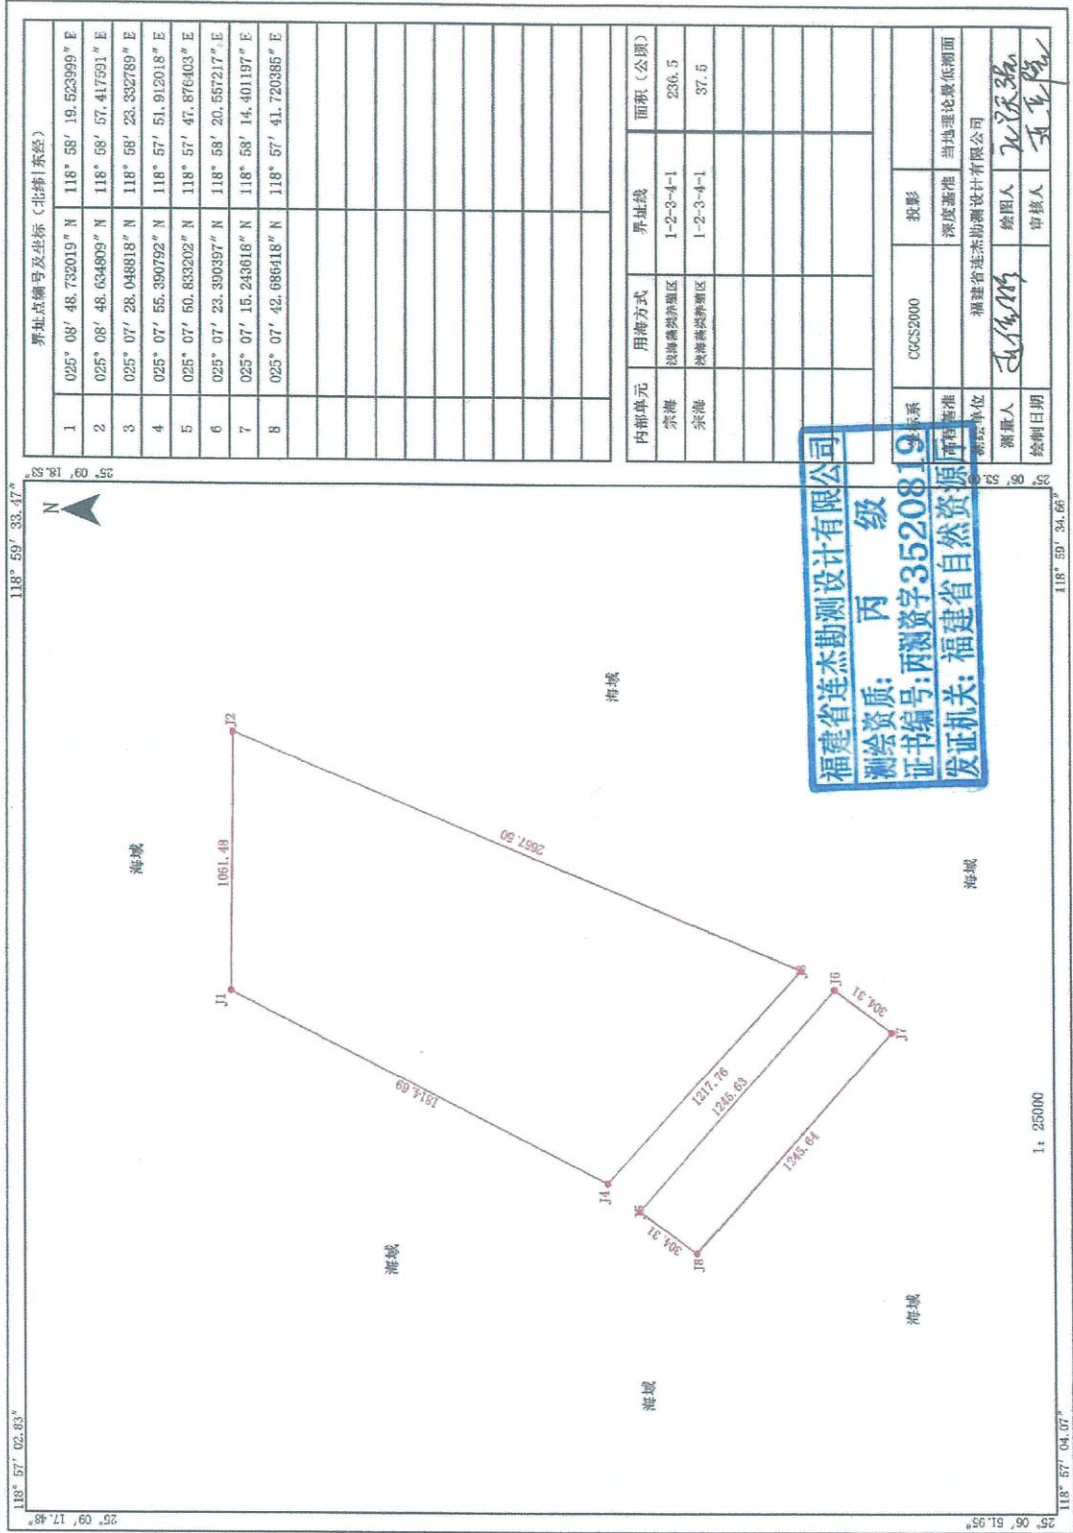 118° 57′ 02.83″
118° 59′ 33.47″
25° 09′ 17.48″
25° 09′ 18.53″
N
海域
J1
1061.48
J2
1814.69
2667.50
海域
海域
J4
1217.76
1245.63
J6
304.31
304.31
J8
1245.64
J7
海域
海域
海域
1: 25000
25° 06′ 51.95″
118° 57′ 04.07″
118° 59′ 34.66″
福建省连杰勘测设计有限公司
测绘资质: 丙 级
证书编号:丙测资字3520819
发证机关: 福建省自然资源厅
界址点编号及坐标（北纬|东经）
1 025° 08′ 48.732019″ N 118° 58′ 19.523999″ E
2 025° 08′ 48.634809″ N 118° 58′ 57.417591″ E
3 025° 07′ 28.048818″ N 118° 58′ 23.332789″ E
4 025° 07′ 55.390792″ N 118° 57′ 51.912018″ E
5 025° 07′ 50.833202″ N 118° 57′ 47.876403″ E
6 025° 07′ 23.390397″ N 118° 58′ 20.557217″ E
7 025° 07′ 15.243618″ N 118° 58′ 14.401197″ E
8 025° 07′ 42.686418″ N 118° 57′ 41.720385″ E
内部单元 用海方式 界址线 面积（公顷）
宗海 浅海藻类养殖区 1-2-3-4-1 236.5
宗海 浅海藻类养殖区 1-2-3-4-1 37.5
坐标系 CGCS2000 投影
高程基准 深度基准 当地理论最低潮面
测绘单位 福建省连杰勘测设计有限公司
测量人 绘图人
绘制日期 审核人